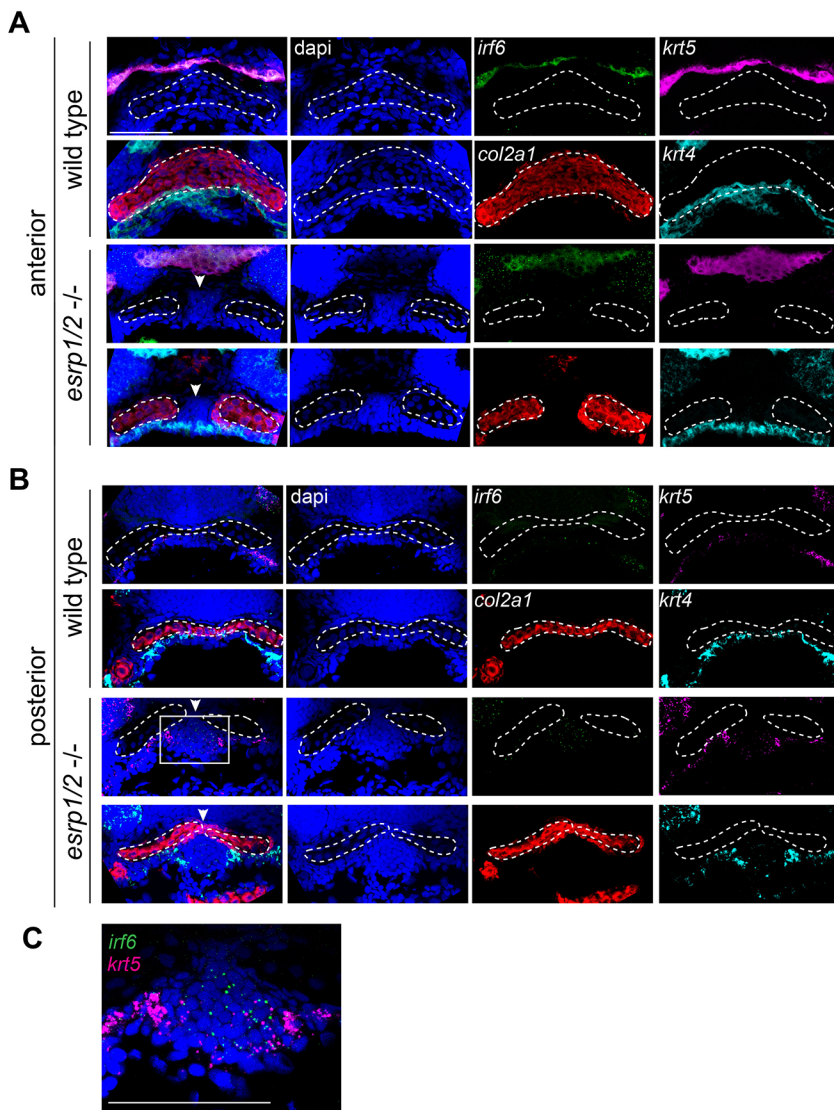 A
anterior
wild type
dapi
irf6
krt5
col2a1
krt4
esrp1/2 -/-
B
posterior
wild type
dapi
irf6
krt5
col2a1
krt4
esrp1/2 -/-
C
irf6
krt5